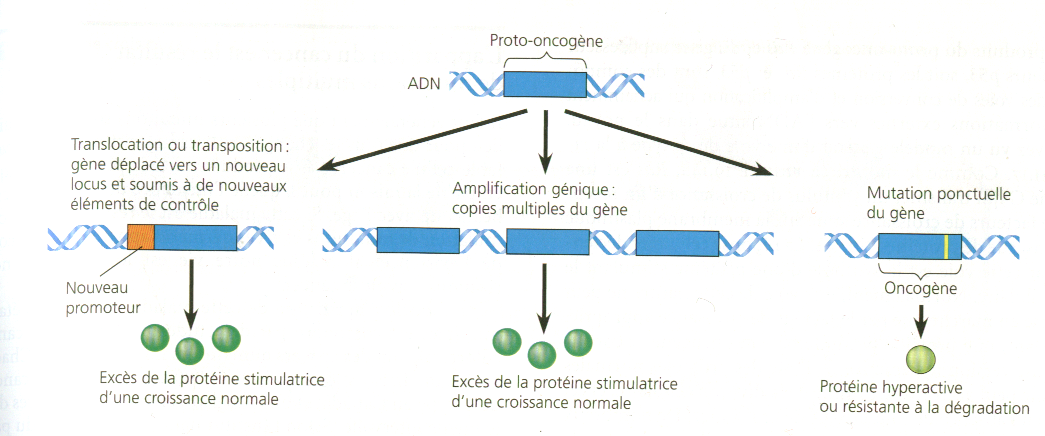 Proto-oncogène
ADN
Translocation ou transposition :
gène déplacé vers un nouveau
locus et soumis à de nouveaux
éléments de contrôle
Nouveau
promoteur
Excès de la protéine stimulatrice
d'une croissance normale
Amplification génique :
copies multiples du gène
Excès de la protéine stimulatrice
d'une croissance normale
Mutation ponctuelle
du gène
Oncogène
Protéine hyperactive
ou résistante à la dégradation